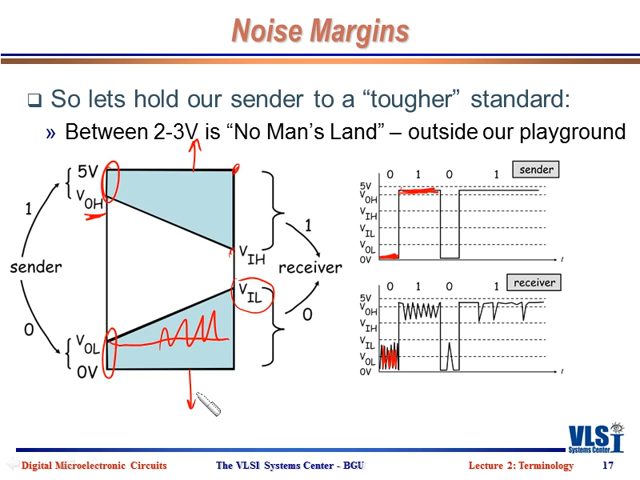 Noise Margins
So lets hold our sender to a “tougher” standard:
» Between 2-3V is “No Man’s Land” – outside our playground
5V
VOH
1
sender
0
VOL
0V
VIH
VIL
1
receiver
0
0 1 0 1 sender
5V
VOH
VIH
VIL
VOL
0V
t
receiver
0 1 0 1
5V
VOH
VIH
VIL
VOL
0V
t
VLSI
Systems Center
Digital Microelectronic Circuits The VLSI Systems Center - BGU Lecture 2: Terminology 17